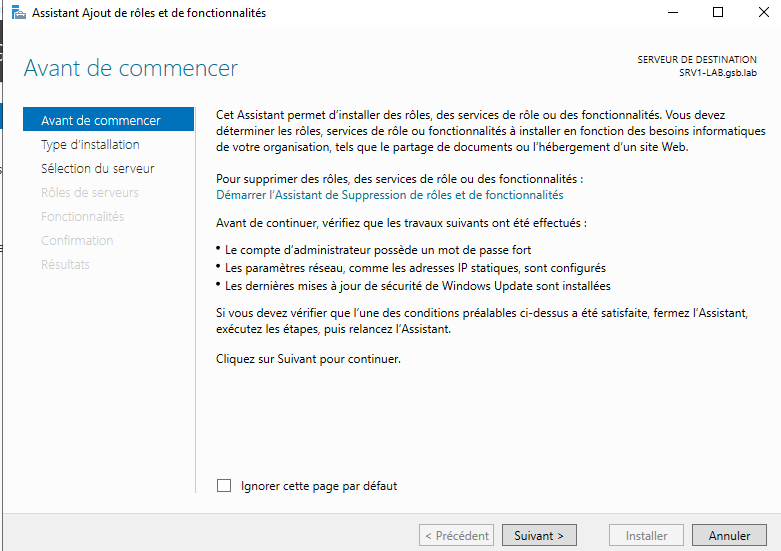 Assistant Ajout de rôles et de fonctionnalités
Avant de commencer
SERVEUR DE DESTINATION
SRV1-LAB.gsb.lab
Avant de commencer
Type d'installation
Sélection du serveur
Rôles de serveurs
Fonctionnalités
Confirmation
Résultats
Cet Assistant permet d'installer des rôles, des services de rôle ou des fonctionnalités. Vous devez
déterminer les rôles, services de rôle ou fonctionnalités à installer en fonction des besoins informatiques
de votre organisation, tels que le partage de documents ou l'hébergement d'un site Web.
Pour supprimer des rôles, des services de rôle ou des fonctionnalités :
Démarrer l'Assistant de Suppression de rôles et de fonctionnalités
Avant de continuer, vérifiez que les travaux suivants ont été effectués :
• Le compte d'administrateur possède un mot de passe fort
• Les paramètres réseau, comme les adresses IP statiques, sont configurés
• Les dernières mises à jour de sécurité de Windows Update sont installées
Si vous devez vérifier que l'une des conditions préalables ci-dessus a été satisfaite, fermez l'Assistant,
exécutez les étapes, puis relancez l'Assistant.
Cliquez sur Suivant pour continuer.
Ignorer cette page par défaut
< Précédent
Suivant >
Installer
Annuler